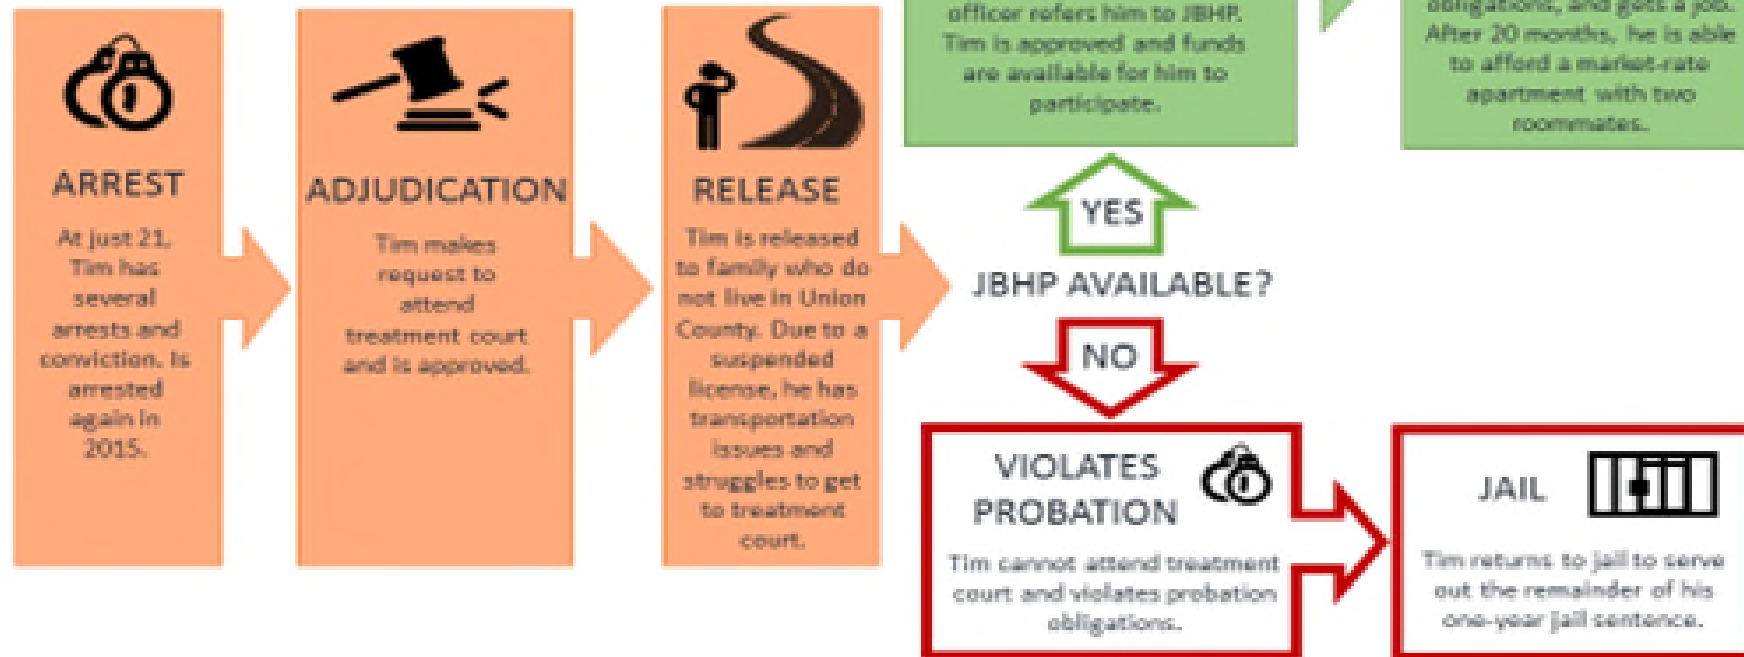 ARREST
At just 21,
Tim has
several
arrests and
conviction. Is
arrested
again in
2015.
ADJUDICATION
Tim makes
request to
attend
treatment court
and is approved.
RELEASE
Tim is released
to family who do
not live in Union
County. Due to a
suspended
license, he has
transportation
issues and
struggles to get
to treatment
court.
officer refers him to JBHP.
Tim is approved and funds
are available for him to
participate.
obligations, and gets a job.
After 20 months, he is able
to afford a market-rate
apartment with two
roommates.
YES
JBHP AVAILABLE?
NO
VIOLATES
PROBATION
Tim cannot attend treatment
court and violates probation
obligations.
JAIL
Tim returns to jail to serve
out the remainder of his
one-year jail sentence.